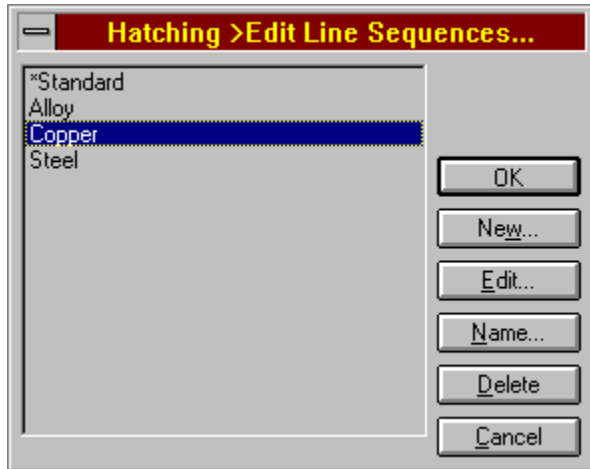 Hatching >Edit Line Sequences...
*Standard
Alloy
Copper
Steel
OK
New...
Edit...
Name...
Delete
Cancel